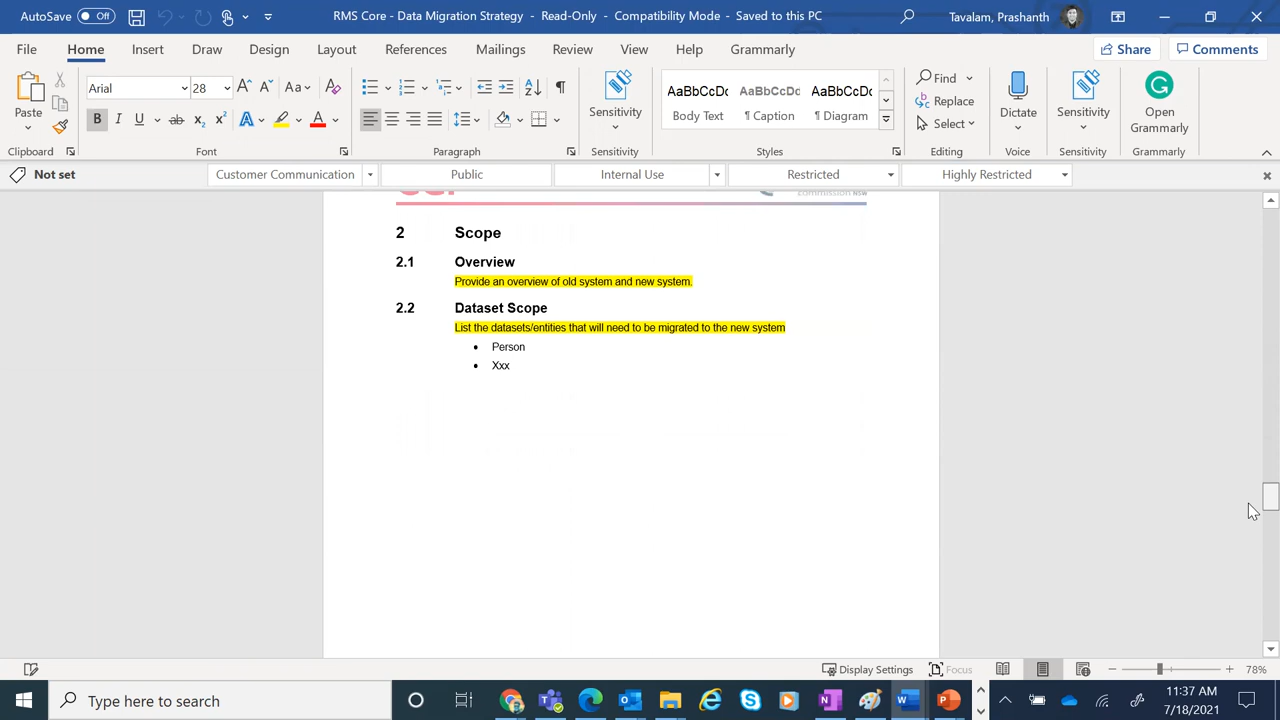 AutoSave Off RMS Core - Data Migration Strategy - Read-Only - Compatibility Mode - Saved to this PC Tavalam, Prashanth
File Home Insert Draw Design Layout References Mailings Review View Help Grammarly Share Comments
Arial 28 Aa
AaBbCcDc AaBbCcDc AaBbCcDc
Find
Replace
Select
Paste
B I U ab x₂ x² A A
Sensitivity
Body Text ¶ Caption ¶ Diagram
Dictate
Sensitivity
Open
Grammarly
Clipboard Font Paragraph Sensitivity Styles Editing Voice Sensitivity Grammarly
Not set Customer Communication Public Internal Use Restricted Highly Restricted
2 Scope
2.1 Overview
Provide an overview of old system and new system.
2.2 Dataset Scope
List the datasets/entities that will need to be migrated to the new system
• Person
• Xxx
Display Settings Focus 78%
Type here to search
11:37 AM
7/18/2021